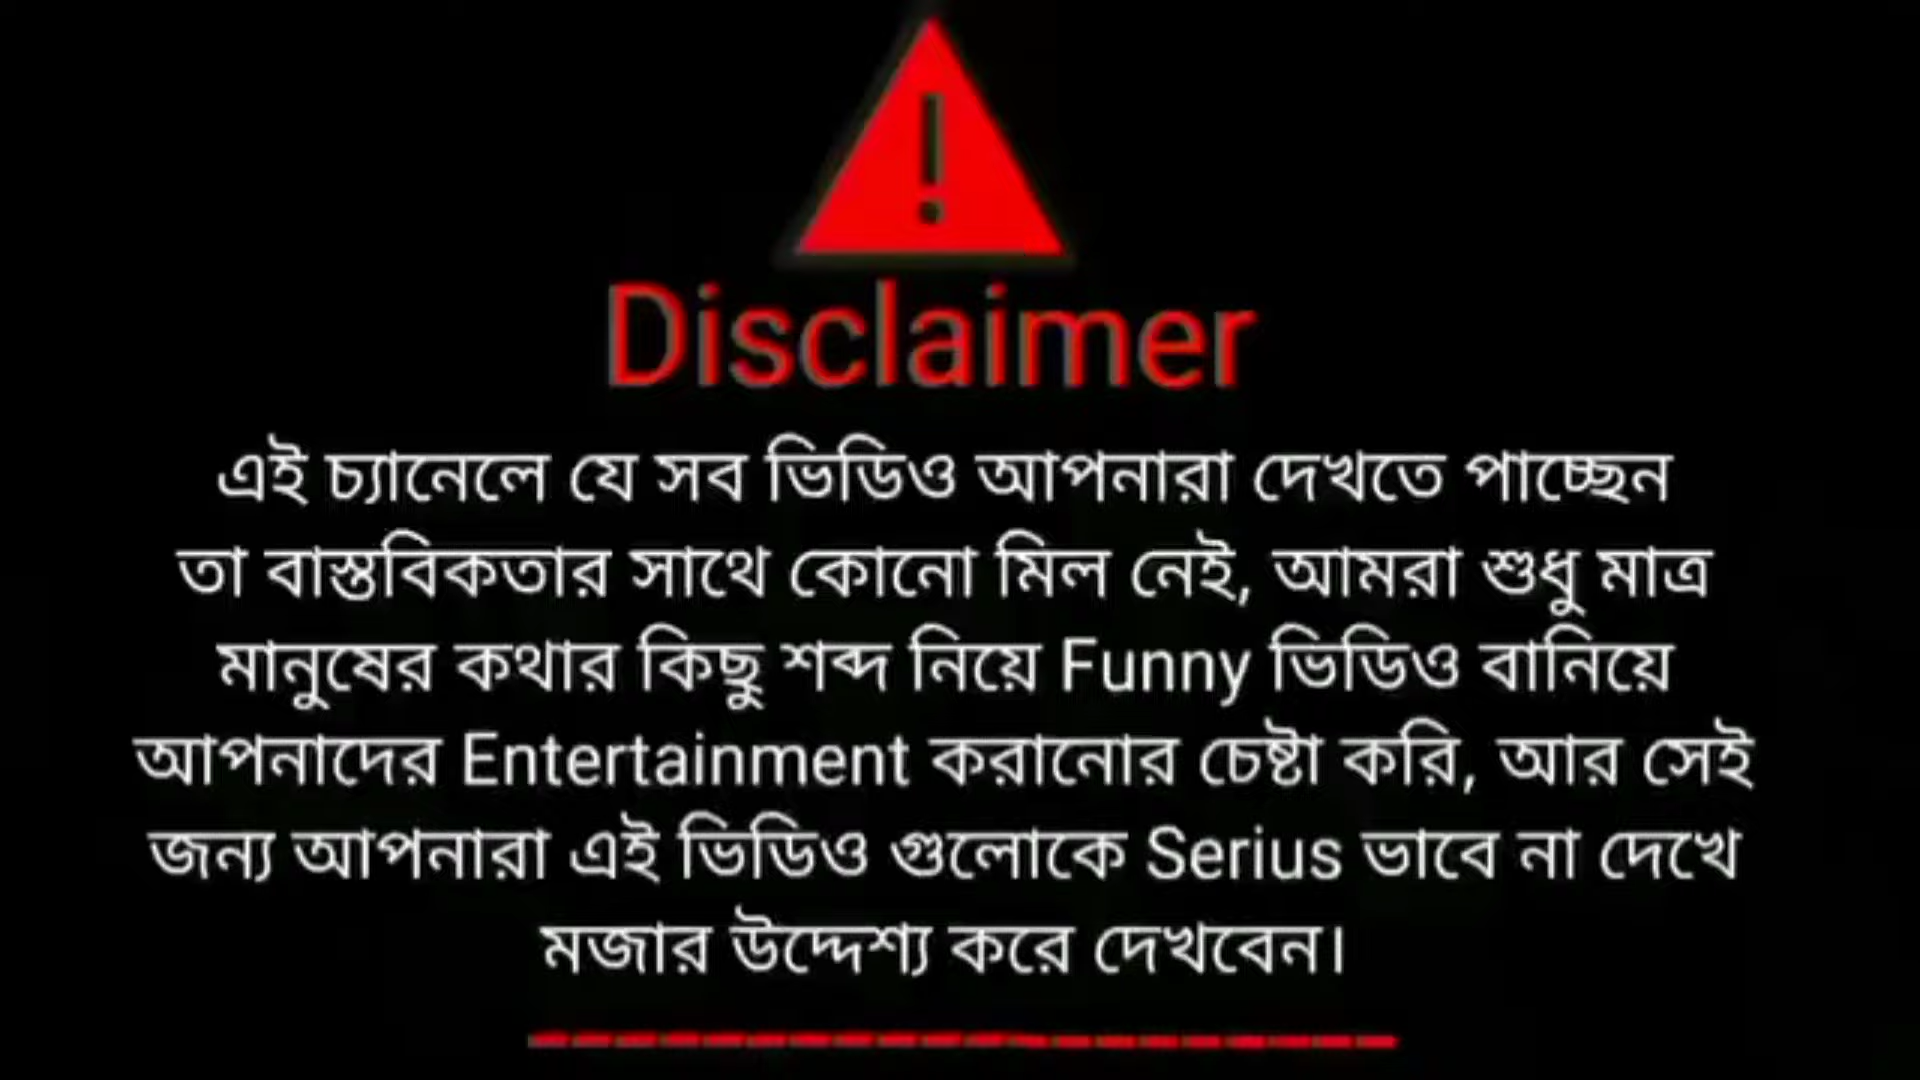 !
Disclaimer
এই চ্যানেলে যে সব ভিডিও আপনারা দেখতে পাচ্ছেন
তা বাস্তবিকতার সাথে কোনো মিল নেই, আমরা শুধু মাত্র
মানুষের কথার কিছু শব্দ নিয়ে Funny ভিডিও বানিয়ে
আপনাদের Entertainment করানোর চেষ্টা করি, আর সেই
জন্য আপনারা এই ভিডিও গুলোকে Serius ভাবে না দেখে
মজার উদ্দেশ্য করে দেখবেন।